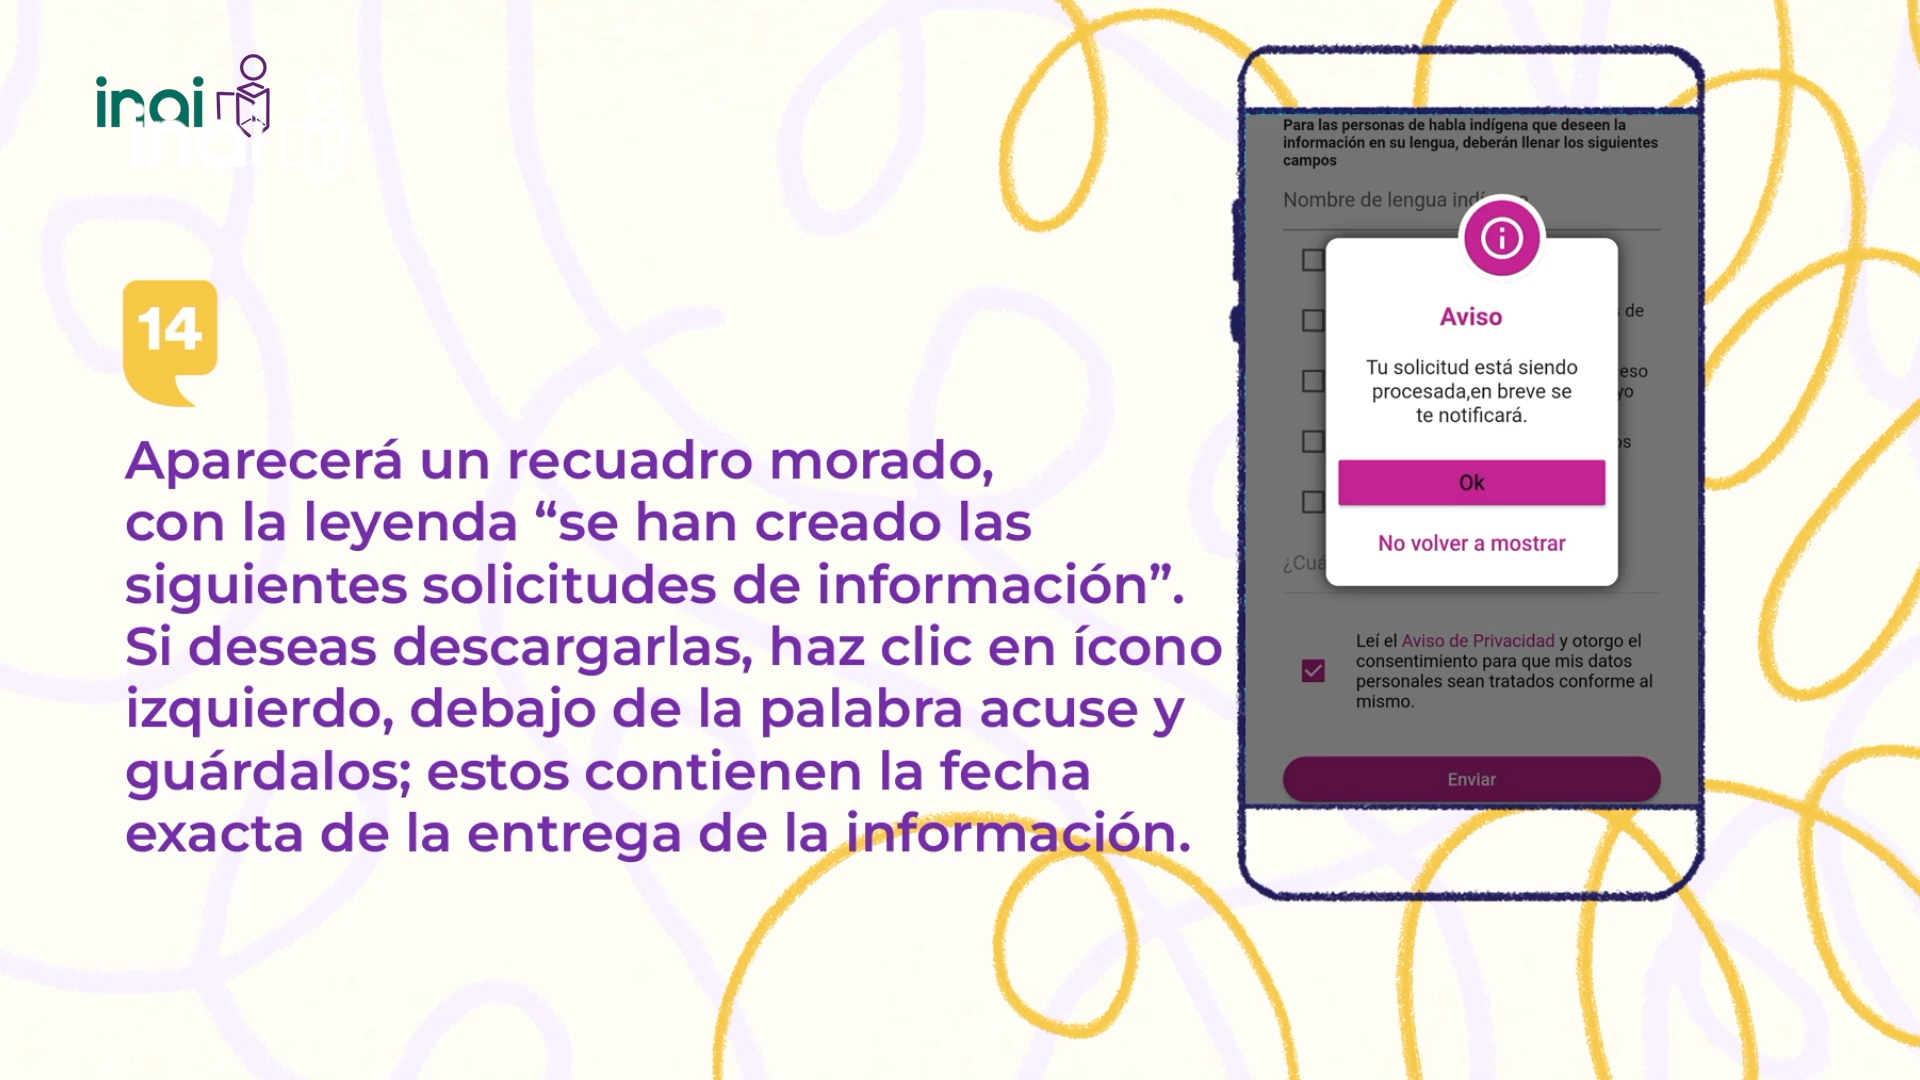 inai
inai
14
Aparecerá un recuadro morado,
con la leyenda “se han creado las
siguientes solicitudes de información”.
Si deseas descargarlas, haz clic en ícono
izquierdo, debajo de la palabra acuse y
guárdalos; estos contienen la fecha
exacta de la entrega de la información.
Para las personas de habla indígena que deseen la
información en su lengua, deberán llenar los siguientes
campos
Nombre de lengua
de
yo
Aviso
Tu solicitud está siendo
procesada,en breve se
te notificará.
Ok
No volver a mostrar
¿Cuá
Leí el Aviso de Privacidad y otorgo el
consentimiento para que mis datos
personales sean tratados conforme al
mismo.
Enviar